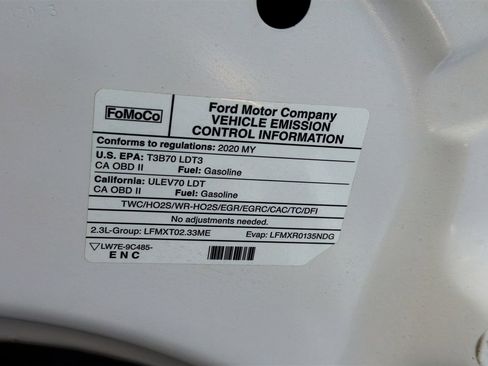 FoMoCo
Ford Motor Company
VEHICLE EMISSION
CONTROL INFORMATION
Conforms to regulations: 2020 MY
U.S. EPA: T3B70 LDT3
CA OBD II Fuel: Gasoline
California: ULEV70 LDT
CA OBD II Fuel: Gasoline
TWC/HO2S/WR-HO2S/EGR/EGRC/CAC/TC/DFI
No adjustments needed.
2.3L-Group: LFMXT02.33ME Evap: LFMXR0135NDG
LW7E-9C485-
ENC